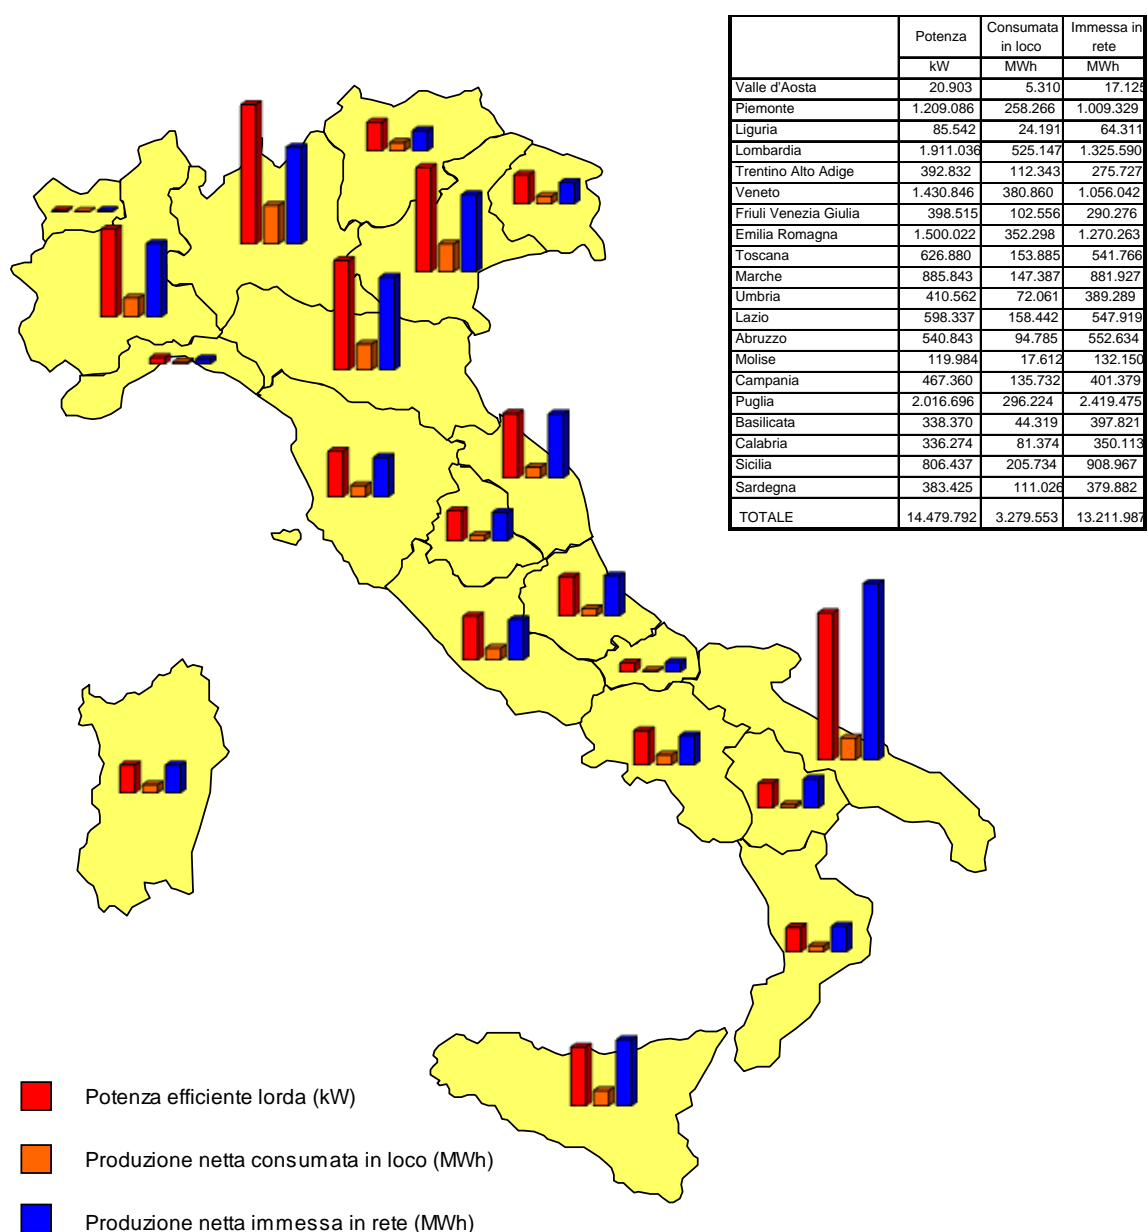 Potenza Consumata in loco Immessa in rete
kW MWh MWh
Valle d'Aosta 20.903 5.310 17.125
Piemonte 1.209.086 258.266 1.009.329
Liguria 85.542 24.191 64.311
Lombardia 1.911.036 525.147 1.325.590
Trentino Alto Adige 392.832 112.343 275.727
Veneto 1.430.846 380.860 1.056.042
Friuli Venezia Giulia 398.515 102.556 290.276
Emilia Romagna 1.500.022 352.298 1.270.263
Toscana 626.880 153.885 541.766
Marche 885.843 147.387 881.927
Umbria 410.562 72.061 389.289
Lazio 598.337 158.442 547.919
Abruzzo 540.843 94.785 552.634
Molise 119.984 17.612 132.150
Campania 467.360 135.732 401.379
Puglia 2.016.696 296.224 2.419.475
Basilicata 338.370 44.319 397.821
Calabria 336.274 81.374 350.113
Sicilia 806.437 205.734 908.967
Sardegna 383.425 111.026 379.882
TOTALE 14.479.792 3.279.553 13.211.987
Potenza efficiente lorda (kW)
Produzione netta consumata in loco (MWh)
Produzione netta immessa in rete (MWh)